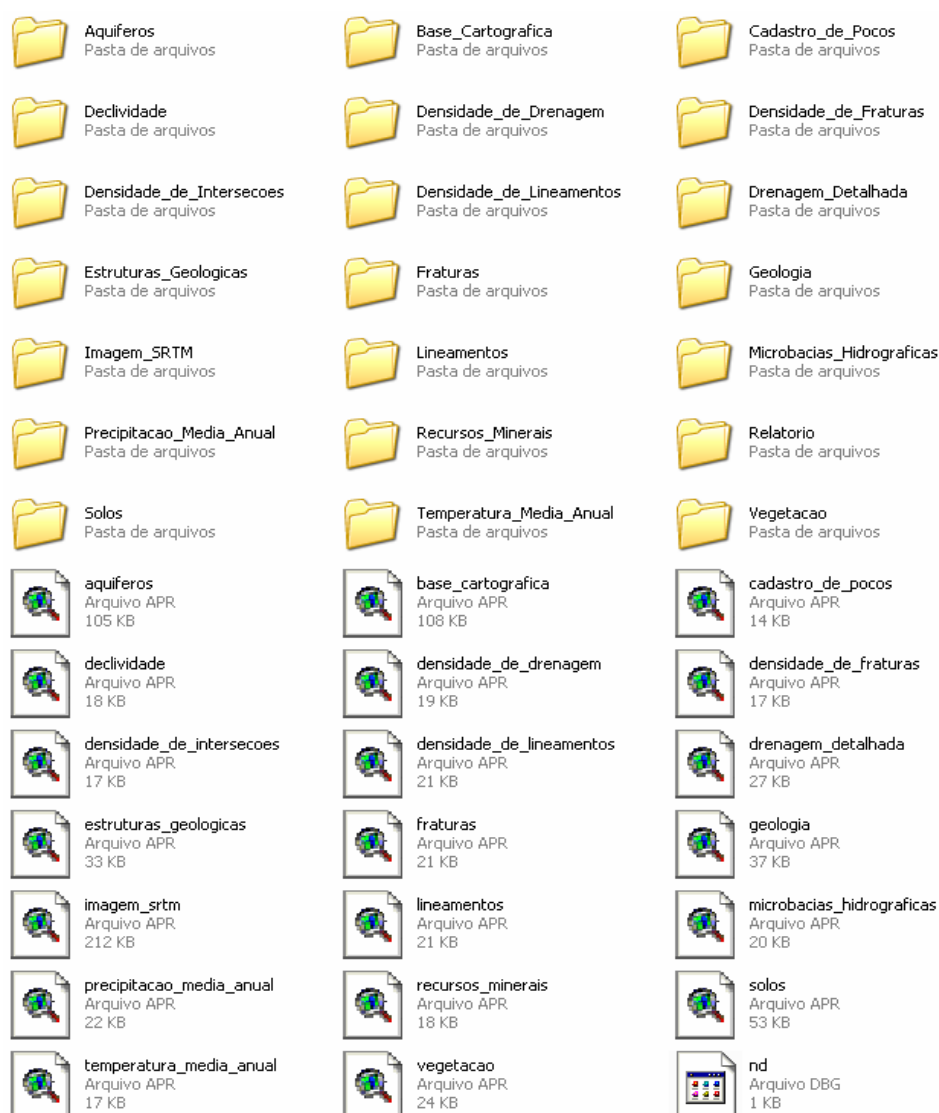 Aquiferos
Pasta de arquivos
Base_Cartografica
Pasta de arquivos
Cadastro_de_Pocos
Pasta de arquivos
Declividade
Pasta de arquivos
Densidade_de_Drenagem
Pasta de arquivos
Densidade_de_Fraturas
Pasta de arquivos
Densidade_de_Intersecoes
Pasta de arquivos
Densidade_de_Lineamentos
Pasta de arquivos
Drenagem_Detalhada
Pasta de arquivos
Estruturas_Geologicas
Pasta de arquivos
Fraturas
Pasta de arquivos
Geologia
Pasta de arquivos
Imagem_SRTM
Pasta de arquivos
Lineamentos
Pasta de arquivos
Microbacias_Hidrograficas
Pasta de arquivos
Precipitacao_Media_Anual
Pasta de arquivos
Recursos_Minerais
Pasta de arquivos
Relatorio
Pasta de arquivos
Solos
Pasta de arquivos
Temperatura_Media_Anual
Pasta de arquivos
Vegetacao
Pasta de arquivos
aquiferos
Arquivo APR
105 KB
base_cartografica
Arquivo APR
108 KB
cadastro_de_pocos
Arquivo APR
14 KB
declividade
Arquivo APR
18 KB
densidade_de_drenagem
Arquivo APR
19 KB
densidade_de_fraturas
Arquivo APR
17 KB
densidade_de_intersecoes
Arquivo APR
17 KB
densidade_de_lineamentos
Arquivo APR
21 KB
drenagem_detalhada
Arquivo APR
27 KB
estruturas_geologicas
Arquivo APR
33 KB
fraturas
Arquivo APR
21 KB
geologia
Arquivo APR
37 KB
imagem_srtm
Arquivo APR
212 KB
lineamentos
Arquivo APR
21 KB
microbacias_hidrograficas
Arquivo APR
20 KB
precipitacao_media_anual
Arquivo APR
22 KB
recursos_minerais
Arquivo APR
18 KB
solos
Arquivo APR
53 KB
temperatura_media_anual
Arquivo APR
17 KB
vegetacao
Arquivo APR
24 KB
nd
Arquivo DBG
1 KB